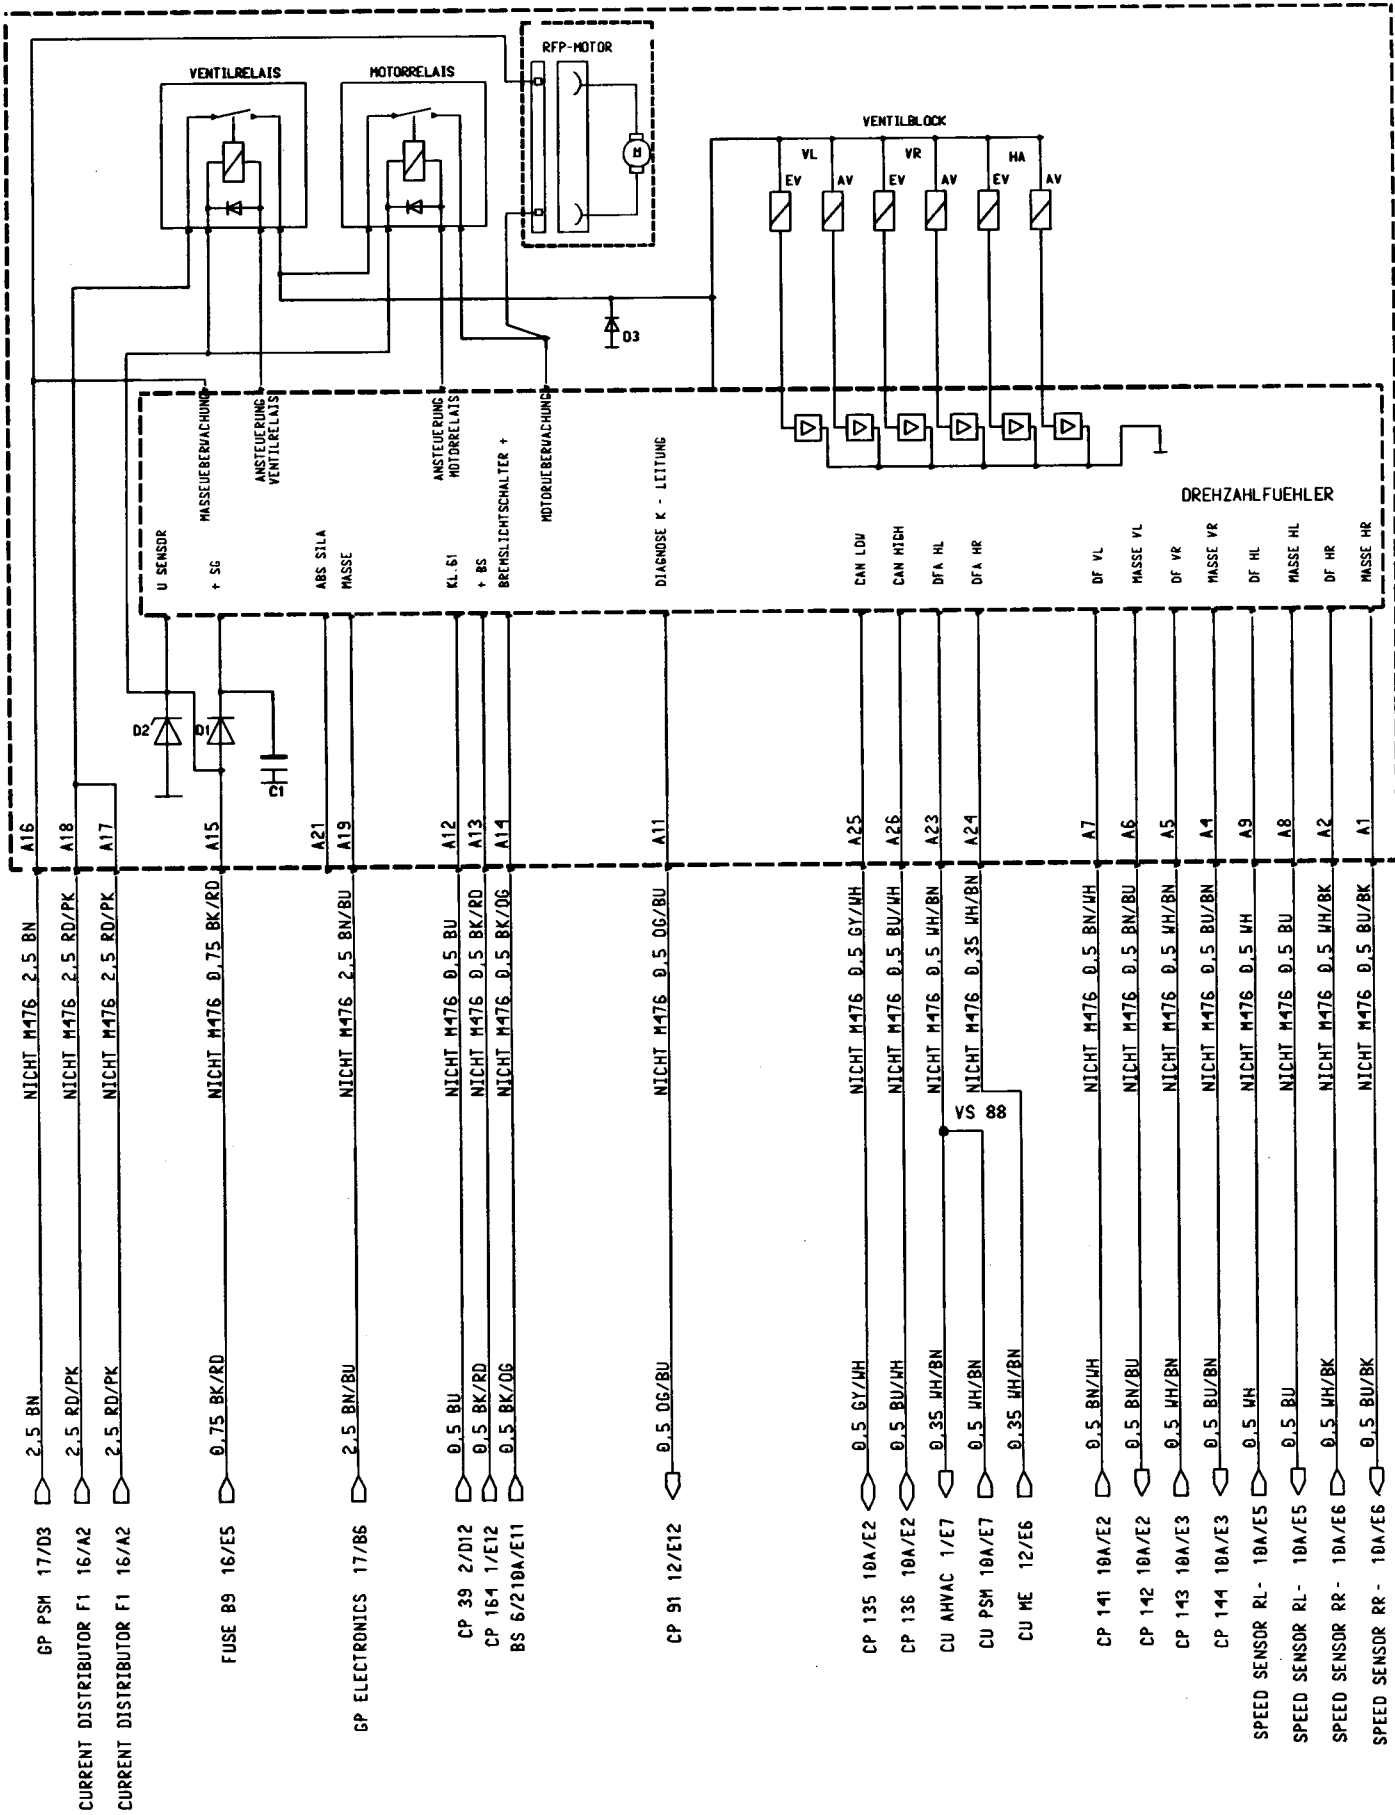 RFP-MOTOR
VENTILRELAIS
MOTORRELAIS
M
VENTILBLOCK
VL
VR
HA
EV
AV
EV
AV
EV
AV
D3
MASSEUEBERWACHUNG
ANSTEUERUNG
VENTILRELAIS
ANSTEUERUNG
MOTORRELAIS
MOTORUEBERWACHUNG
DREHZAHLFUEHLER
U SENSOR
+ SG
ABS SILA
MASSE
KL.61
+ BS
BREMSLICHTSCHALTER +
DIAGNOSE K - LEITUNG
CAN LOW
CAN HIGH
DFA HL
DFA HR
DF VL
MASSE VL
DF VR
MASSE VR
DF HL
MASSE HL
DF HR
MASSE HR
D2
D1
C1
A16
A18
A17
A15
A21
A19
A12
A13
A14
A11
A25
A26
A23
A24
A7
A6
A5
A4
A9
A8
A2
A1
NICHT M476 2,5 BN
NICHT M476 2,5 RD/PK
NICHT M476 2,5 RD/PK
NICHT M476 0,75 BK/RD
NICHT M476 2,5 BN/BU
NICHT M476 0,5 BU
NICHT M476 0,5 BK/RD
NICHT M476 0,5 BK/OG
NICHT M476 0,5 OG/BU
NICHT M476 0,5 GY/WH
NICHT M476 0,5 BU/WH
NICHT M476 0,5 WH/BN
NICHT M476 0,35 WH/BN
NICHT M476 0,5 BN/WH
NICHT M476 0,5 BN/BU
NICHT M476 0,5 WH/BN
NICHT M476 0,5 BU/BN
NICHT M476 0,5 WH
NICHT M476 0,5 BU
NICHT M476 0,5 WH/BK
NICHT M476 0,5 BU/BK
VS 88
2,5 BN
2,5 RD/PK
2,5 RD/PK
0,75 BK/RD
2,5 BN/BU
0,5 BU
0,5 BK/RD
0,5 BK/OG
0,5 OG/BU
0,5 GY/WH
0,5 BU/WH
0,35 WH/BN
0,5 WH/BN
0,35 WH/BN
0,5 BN/WH
0,5 BN/BU
0,5 WH/BN
0,5 BU/BN
0,5 WH
0,5 BU
0,5 WH/BK
0,5 BU/BK
GP PSM 17/D3
CURRENT DISTRIBUTOR F1 16/A2
CURRENT DISTRIBUTOR F1 16/A2
FUSE B9 16/E5
GP ELECTRONICS 17/B6
CP 39 2/D12
CP 164 1/E12
BS 6/210A/E11
CP 91 12/E12
CP 135 10A/E2
CP 136 10A/E2
CU AHVAC 1/E7
CU PSM 10A/E7
CU ME 12/E6
CP 141 10A/E2
CP 142 10A/E2
CP 143 10A/E3
CP 144 10A/E3
SPEED SENSOR RL- 10A/E5
SPEED SENSOR RL- 10A/E5
SPEED SENSOR RR - 10A/E6
SPEED SENSOR RR - 10A/E6